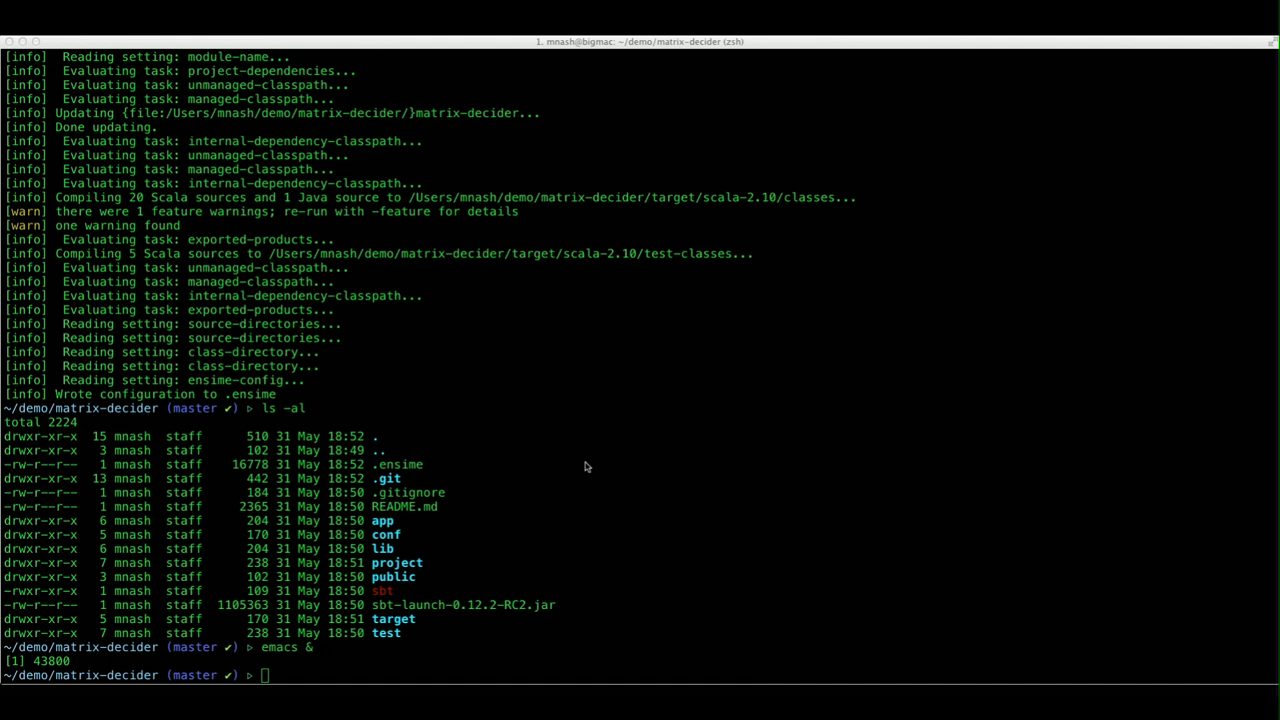 1. mnash@bigmac: ~/demo/matrix-decider (zsh)
[info]  Reading setting: module-name...
[info]  Evaluating task: project-dependencies...
[info]  Evaluating task: unmanaged-classpath...
[info]  Evaluating task: managed-classpath...
[info] Updating {file:/Users/mnash/demo/matrix-decider/}matrix-decider...
[info] Done updating.
[info]  Evaluating task: internal-dependency-classpath...
[info]  Evaluating task: unmanaged-classpath...
[info]  Evaluating task: managed-classpath...
[info]  Evaluating task: internal-dependency-classpath...
[info] Compiling 20 Scala sources and 1 Java source to /Users/mnash/demo/matrix-decider/target/scala-2.10/classes...
[warn] there were 1 feature warnings; re-run with -feature for details
[warn] one warning found
[info]  Evaluating task: exported-products...
[info] Compiling 5 Scala sources to /Users/mnash/demo/matrix-decider/target/scala-2.10/test-classes...
[info]  Evaluating task: unmanaged-classpath...
[info]  Evaluating task: managed-classpath...
[info]  Evaluating task: internal-dependency-classpath...
[info]  Evaluating task: exported-products...
[info]  Reading setting: source-directories...
[info]  Reading setting: source-directories...
[info]  Reading setting: class-directory...
[info]  Reading setting: class-directory...
[info]  Reading setting: ensime-config...
[info] Wrote configuration to .ensime
~/demo/matrix-decider (master ✔) ▹ ls -al
total 2224
drwxr-xr-x  15 mnash  staff      510 31 May 18:52 .
drwxr-xr-x   3 mnash  staff      102 31 May 18:49 ..
-rw-r--r--   1 mnash  staff    16778 31 May 18:52 .ensime
drwxr-xr-x  13 mnash  staff      442 31 May 18:52 .git
-rw-r--r--   1 mnash  staff      184 31 May 18:50 .gitignore
-rw-r--r--   1 mnash  staff     2365 31 May 18:50 README.md
drwxr-xr-x   6 mnash  staff      204 31 May 18:50 app
drwxr-xr-x   5 mnash  staff      170 31 May 18:50 conf
drwxr-xr-x   6 mnash  staff      204 31 May 18:50 lib
drwxr-xr-x   7 mnash  staff      238 31 May 18:51 project
drwxr-xr-x   3 mnash  staff      102 31 May 18:50 public
-rwxr-xr-x   1 mnash  staff      109 31 May 18:50 sbt
-rw-r--r--   1 mnash  staff  1105363 31 May 18:50 sbt-launch-0.12.2-RC2.jar
drwxr-xr-x   5 mnash  staff      170 31 May 18:51 target
drwxr-xr-x   7 mnash  staff      238 31 May 18:50 test
~/demo/matrix-decider (master ✔) ▹ emacs &
[1] 43800
~/demo/matrix-decider (master ✔) ▹